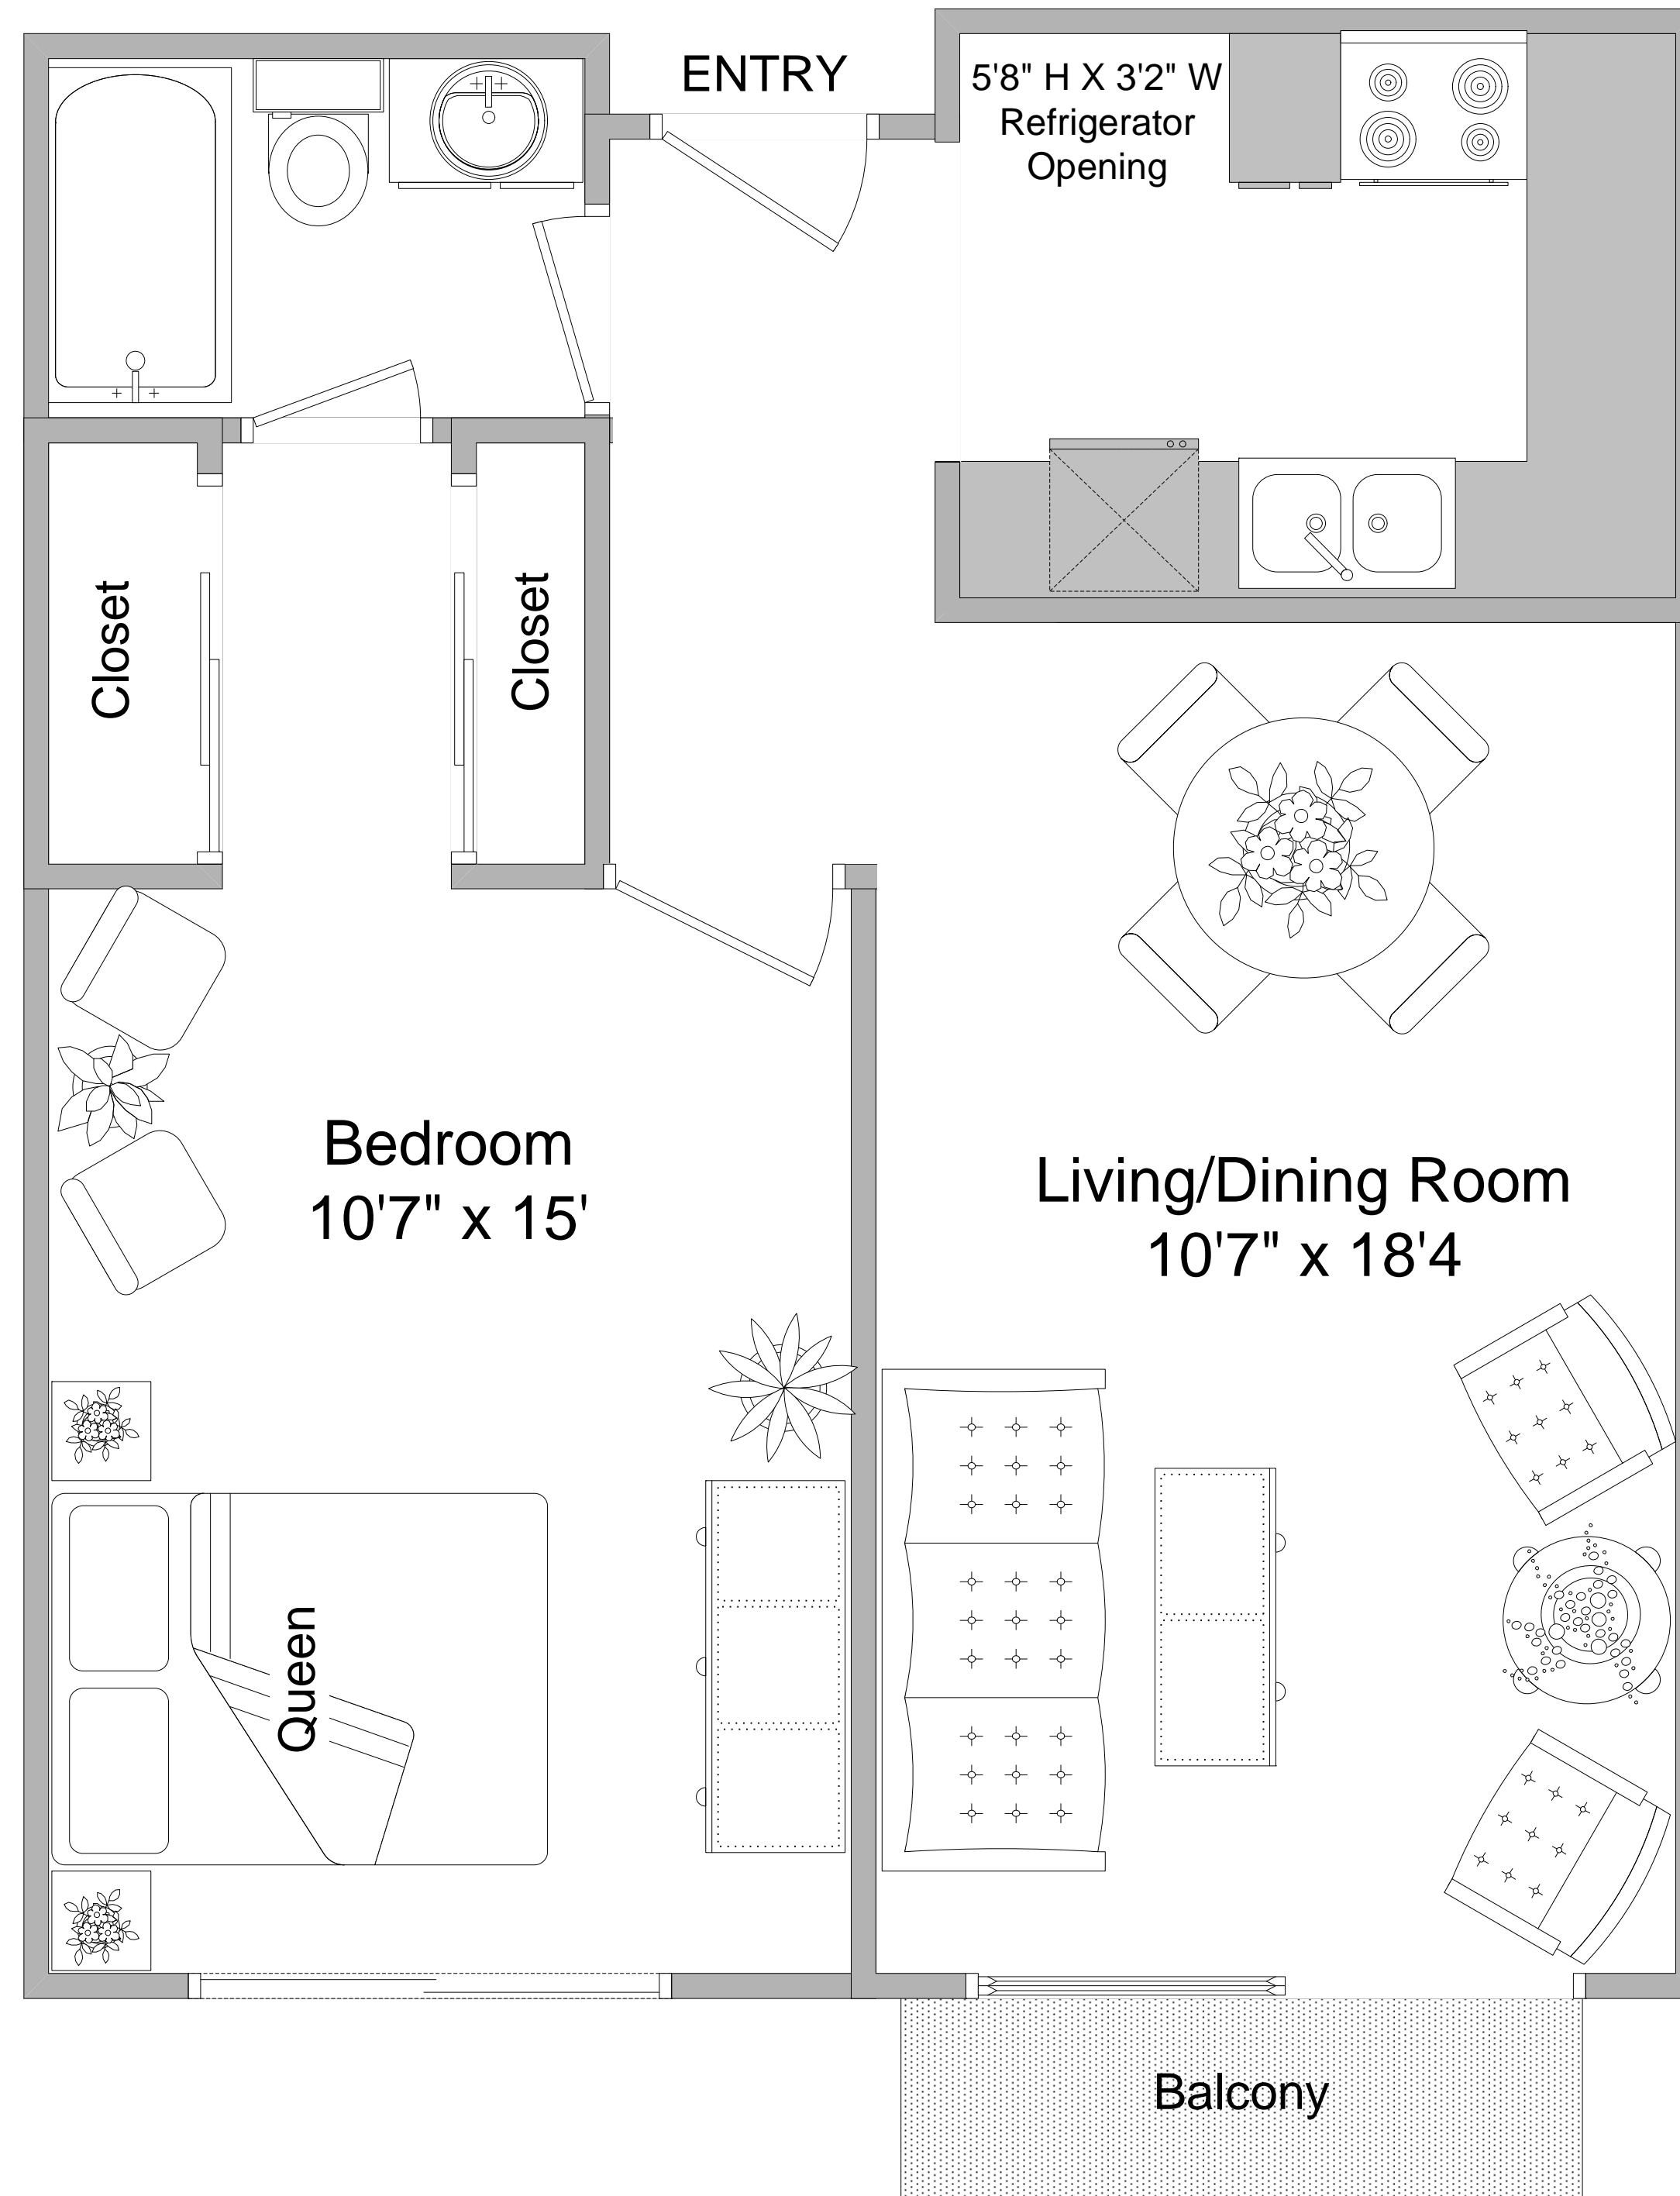 ENTRY
5'8" H X 3'2" W
Refrigerator
Opening
Closet
Closet
Bedroom
10'7" x 15'
Living/Dining Room
10'7" x 18'4
Queen
Balcony